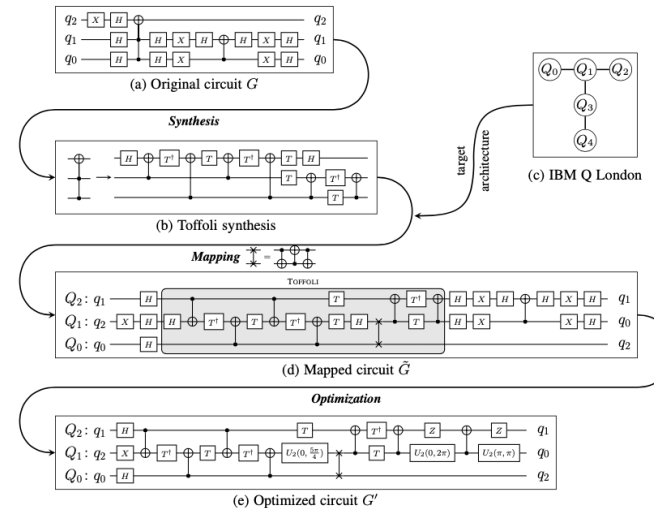 q₂ X H q₂
q₁ H H X H H X H q₁
q₀ H H X H X H q₀
(a) Original circuit G
Synthesis
H T† T T† T H
T T†
T
(b) Toffoli synthesis
Q₀ Q₁ Q₂
Q₃
Q₄
(c) IBM Q London
target
architecture
Mapping =
TOFFOLI
Q₂: q₁ H T T† H X H H X H q₁
Q₁: q₂ X H H T† T T† T H T H X X H q₀
Q₀: q₀ H q₂
(d) Mapped circuit G̃
Optimization
Q₂: q₁ H T T† Z Z q₁
Q₁: q₂ X T† T T† U₂(0, 5π/4) T U₂(0, 2π) U₂(π, π) q₀
Q₀: q₀ H q₂
(e) Optimized circuit G′